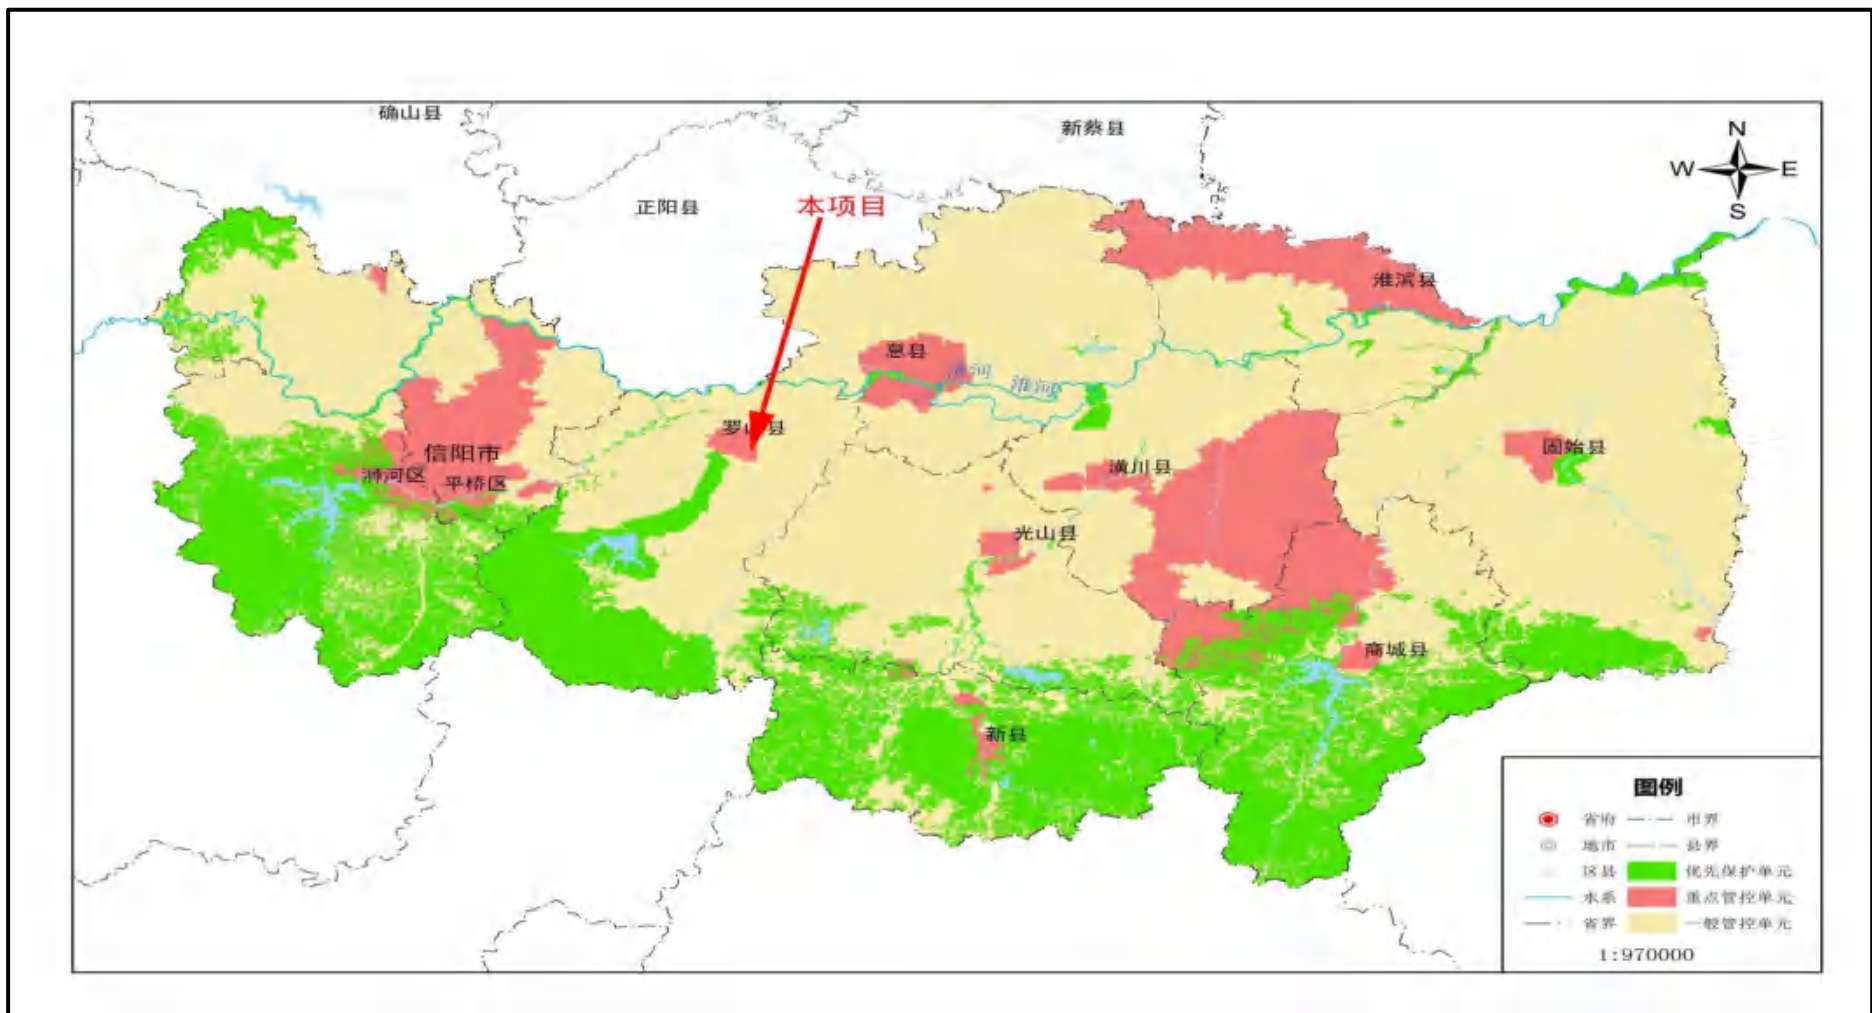 确山县
新蔡县
N
W
E
S
正阳县
本项目
淮滨县
息县
淮河
淮河
罗山县
信阳市
浉河区
平桥区
潢川县
固始县
光山县
商城县
新县
图例
省府
市界
地市
县界
区县
优先保护单元
水系
重点管控单元
省界
一般管控单元
1:970000